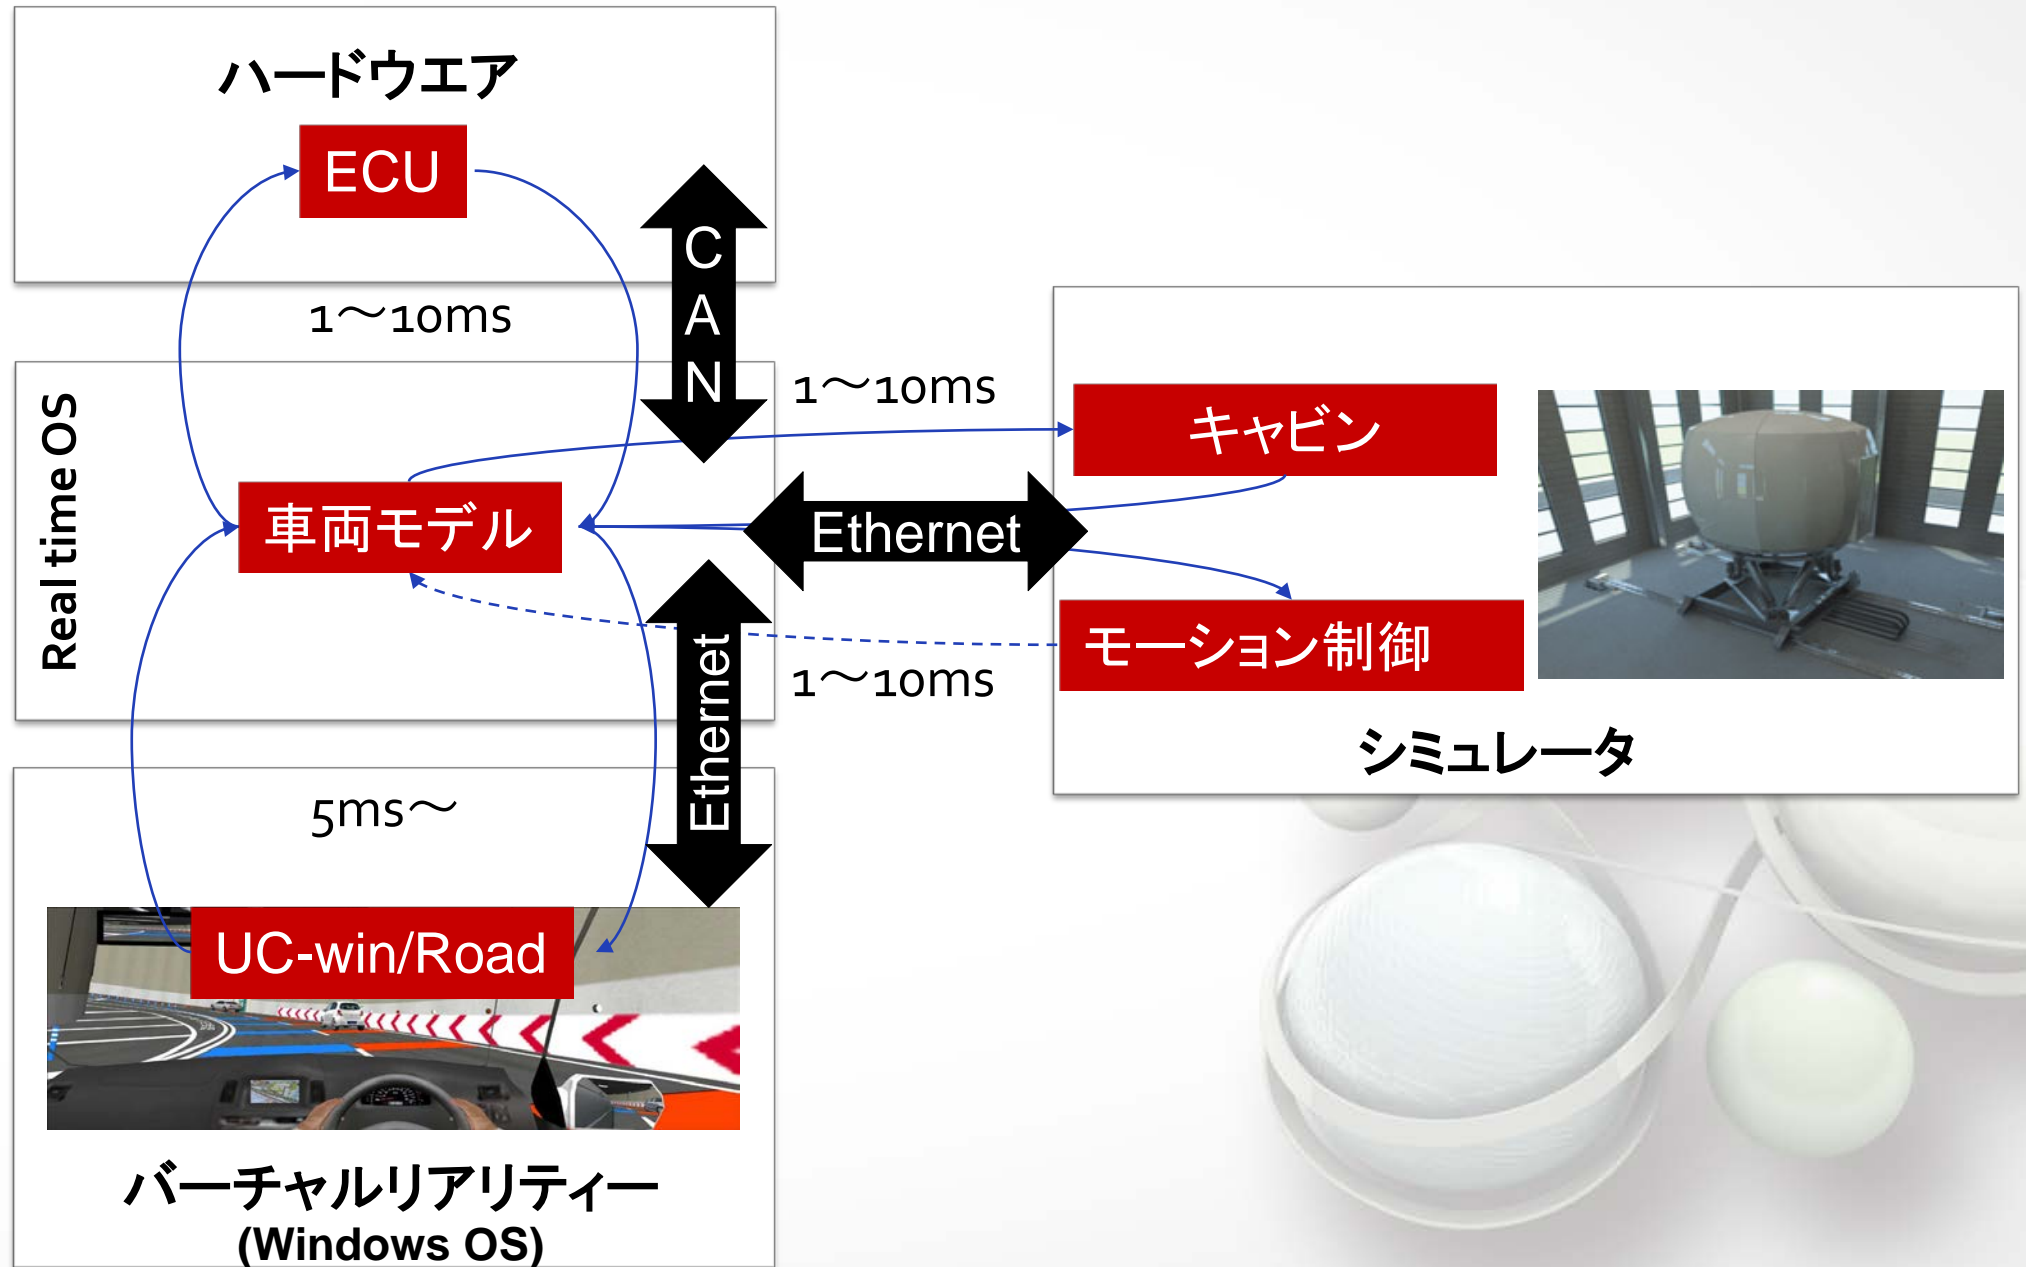 ハードウエア
ECU
CAN
1～10ms
Real time OS
車両モデル
1～10ms
キャビン
Ethernet
モーション制御
1～10ms
シミュレータ
Ethernet
5ms～
UC-win/Road
バーチャルリアリティー
(Windows OS)